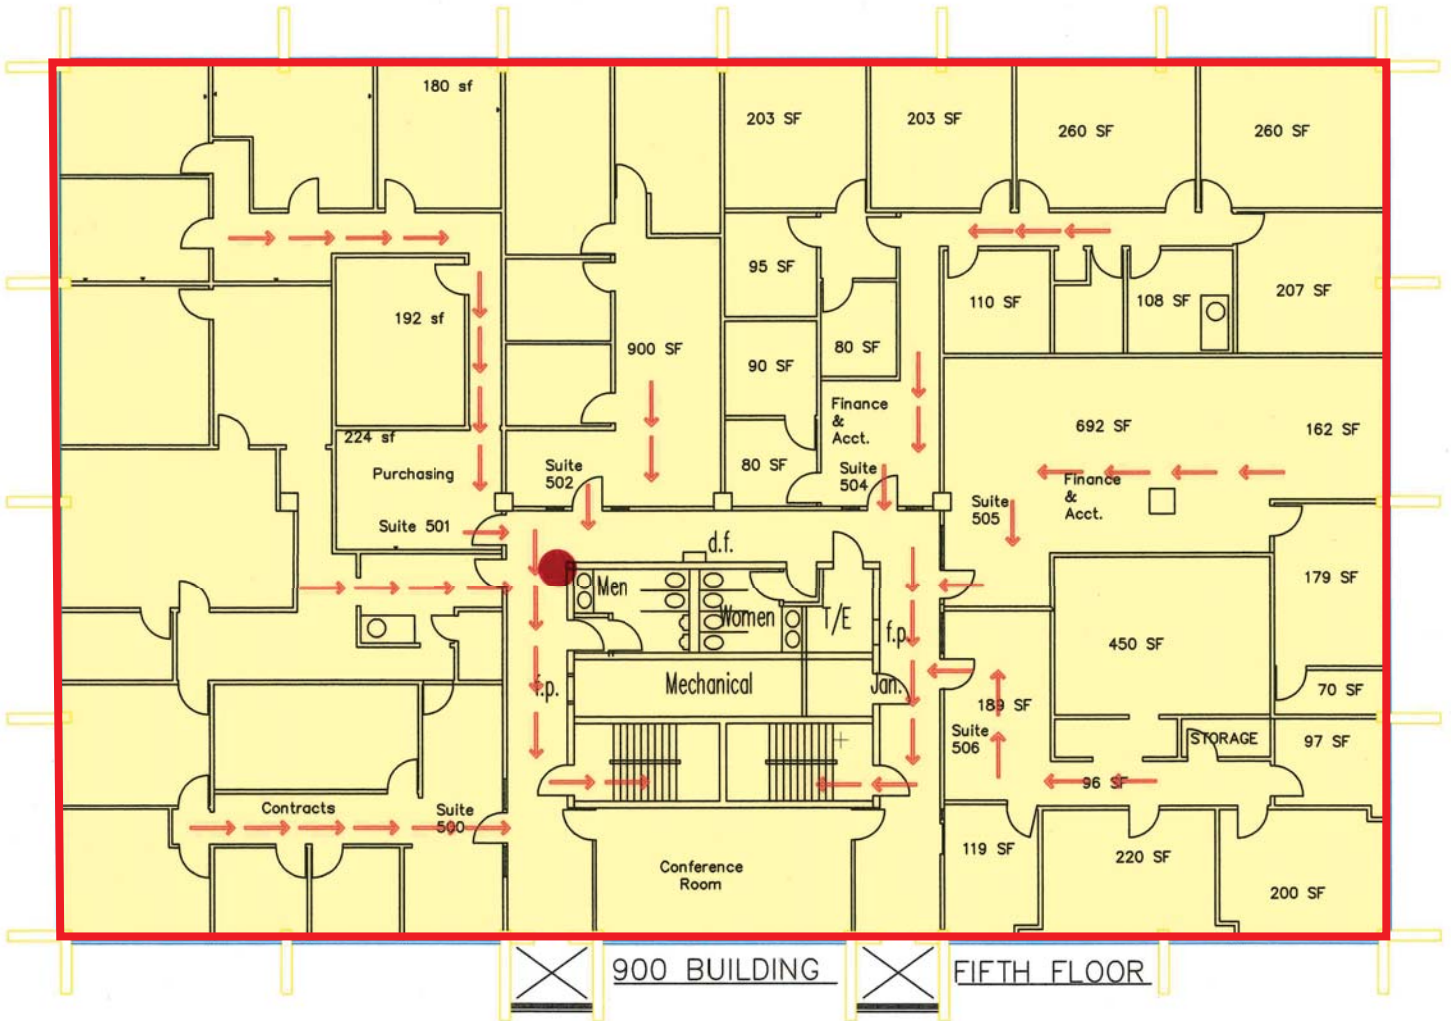 180 sf
203 SF
203 SF
260 SF
260 SF
95 SF
110 SF
108 SF
207 SF
192 sf
900 SF
90 SF
80 SF
Finance
&
Acct.
692 SF
162 SF
224 sf
Purchasing
Suite
502
80 SF
Suite
504
Finance
&
Acct.
Suite
505
Suite 501
d.f.
Men
Women
T/E
f.p.
179 SF
450 SF
f.p.
Mechanical
Jan.
189 SF
70 SF
Suite
506
STORAGE
97 SF
96 SF
Contracts
Suite
500
119 SF
220 SF
Conference
Room
200 SF
900 BUILDING
FIFTH FLOOR